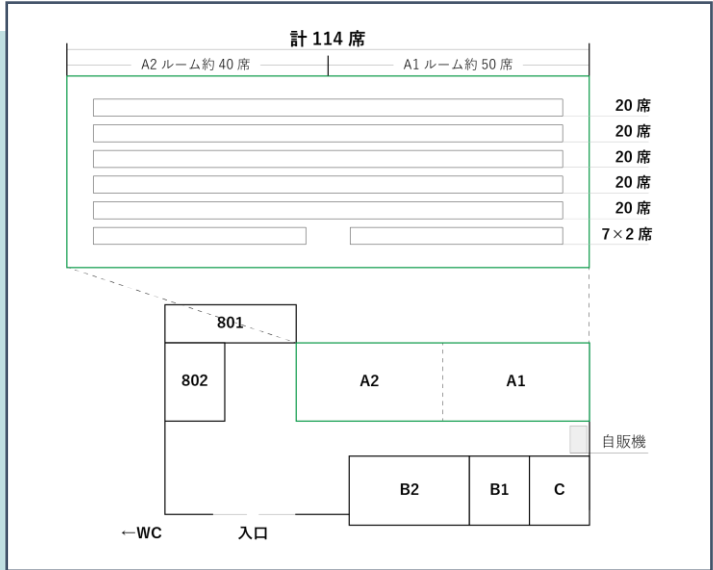 計 114 席
A2 ルーム約 40 席
A1 ルーム約 50 席
20 席
20 席
20 席
20 席
20 席
7×2 席
801
802
A2
A1
自販機
B2
B1
C
←WC
入口